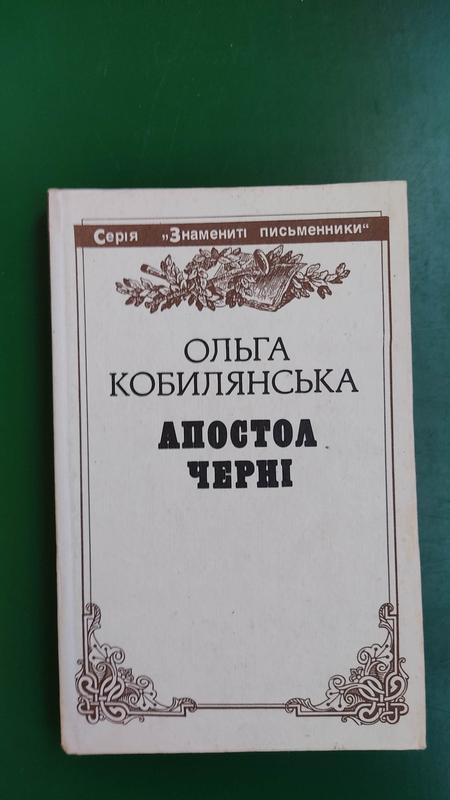 Серія „Знамениті письменники“
ОЛЬГА
КОБИЛЯНСЬКА
АПОСТОЛ
ЧЕРНІ